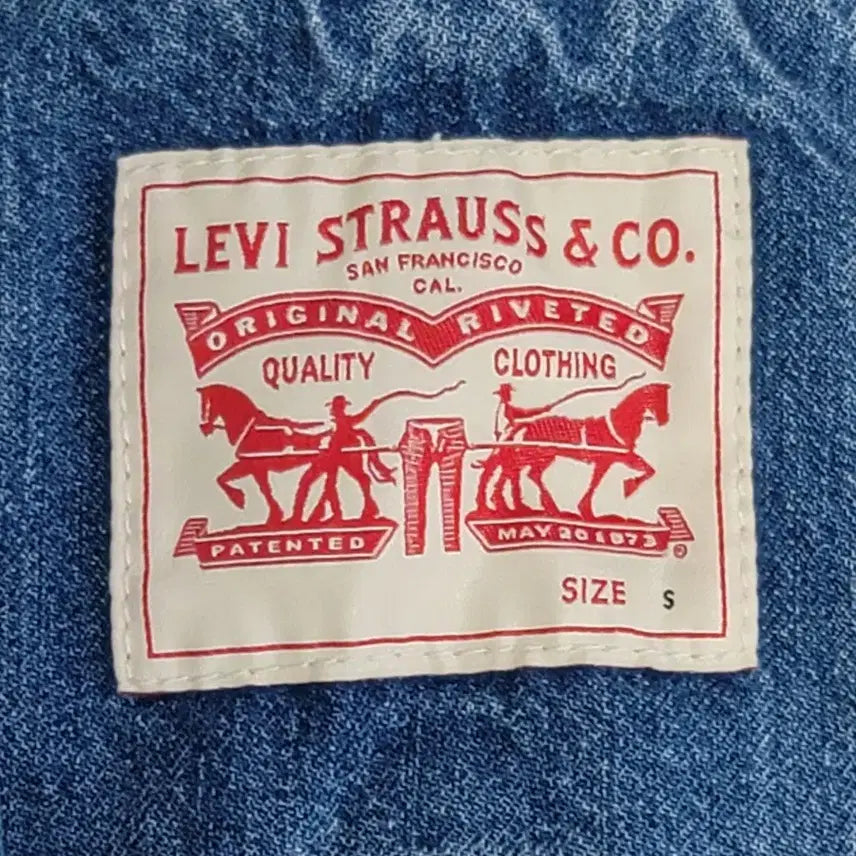 LEVI STRAUSS & CO.
SAN FRANCISCO
CAL.
ORIGINAL RIVETED
QUALITY CLOTHING
PATENTED MAY 20 1873 ®
SIZE S